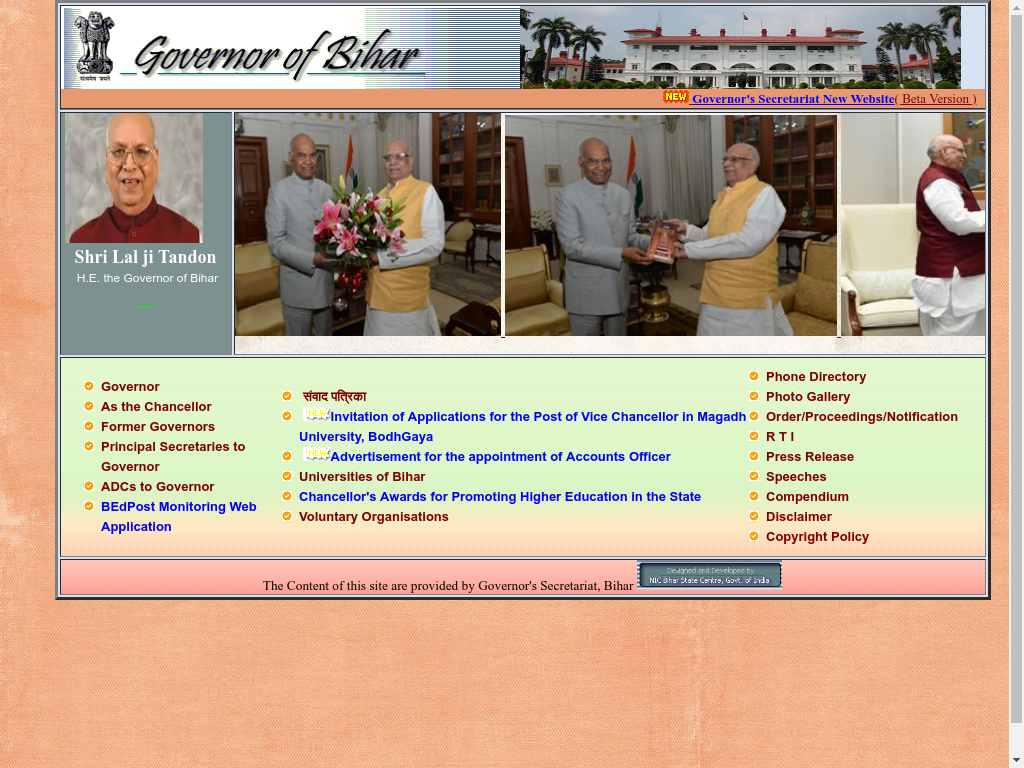 सत्यमेव जयते
Governor of Bihar
NEW Governor's Secretariat New Website( Beta Version )
Shri Lal ji Tandon
H.E. the Governor of Bihar
Governor
As the Chancellor
Former Governors
Principal Secretaries to
Governor
ADCs to Governor
BEdPost Monitoring Web
Application
संवाद पत्रिका
Invitation of Applications for the Post of Vice Chancellor in Magadh
University, BodhGaya
Advertisement for the appointment of Accounts Officer
Universities of Bihar
Chancellor's Awards for Promoting Higher Education in the State
Voluntary Organisations
Phone Directory
Photo Gallery
Order/Proceedings/Notification
R T I
Press Release
Speeches
Compendium
Disclaimer
Copyright Policy
The Content of this site are provided by Governor's Secretariat, Bihar
Designed and Developed by
NIC Bihar State Centre, Govt. of India